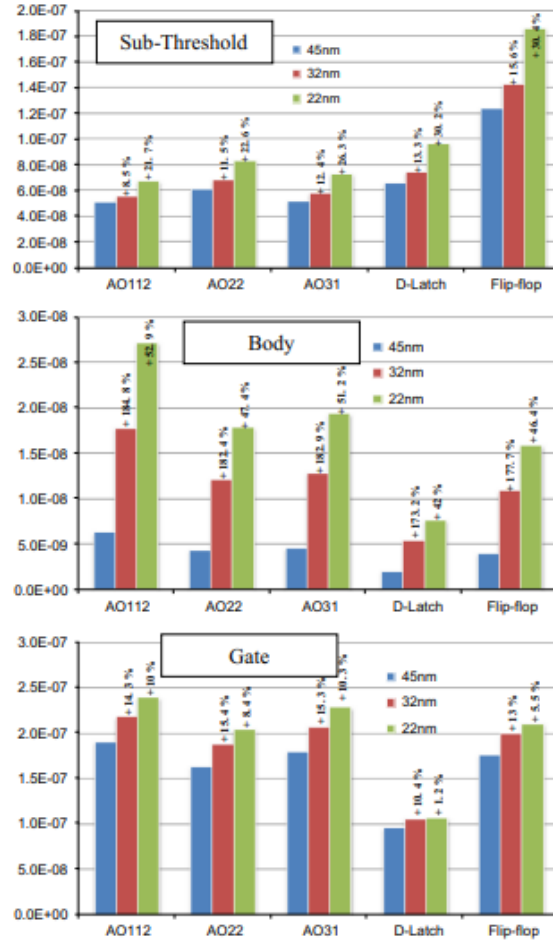 2.0E-07
1.8E-07
1.6E-07
1.4E-07
1.2E-07
1.0E-07
8.0E-08
6.0E-08
4.0E-08
2.0E-08
0.0E+00
Sub-Threshold
45nm
32nm
22nm
+8.5 %
+21.7 %
+11.5 %
+22.6 %
+12.4 %
+26.3 %
+13.3 %
+30.2 %
+15.6 %
+30.4 %
AO112 AO22 AO31 D-Latch Flip-flop
3.0E-08
2.5E-08
2.0E-08
1.5E-08
1.0E-08
5.0E-09
0.0E+00
Body
45nm
32nm
22nm
+184.8 %
+52.9 %
+182.4 %
+47.4 %
+182.9 %
+51.2 %
+173.2 %
+42 %
+177.7 %
+46.4 %
AO112 AO22 AO31 D-Latch Flip-flop
3.0E-07
2.5E-07
2.0E-07
1.5E-07
1.0E-07
5.0E-08
0.0E+00
Gate
45nm
32nm
22nm
+14.3 %
+10 %
+15.4 %
+8.4 %
+15.3 %
+10.3 %
+10.4 %
+1.2 %
+13 %
+5.5 %
AO112 AO22 AO31 D-Latch Flip-flop